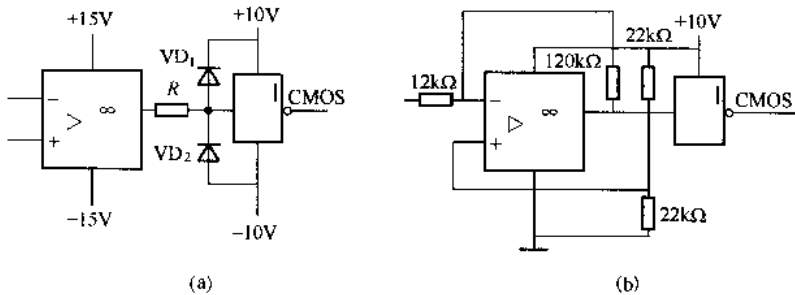 +15V
+10V
VD1
R
∞
CMOS
VD2
−15V
−10V
(a)
+10V
22kΩ
12kΩ
120kΩ
∞
CMOS
22kΩ
(b)